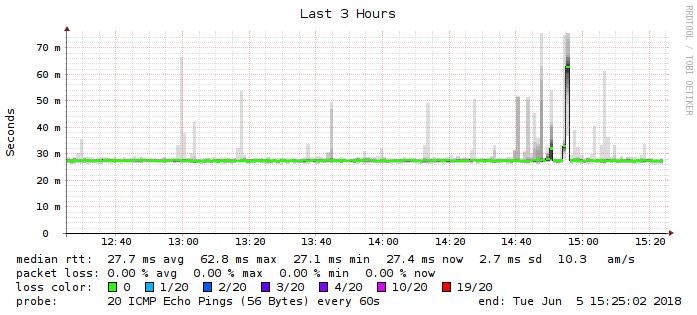 Last 3 Hours
RRDTOOL / TOBI OETIKER
Seconds
70 m
60 m
50 m
40 m
30 m
20 m
10 m
0
12:40 13:00 13:20 13:40 14:00 14:20 14:40 15:00 15:20
median rtt: 27.7 ms avg 62.8 ms max 27.1 ms min 27.4 ms now 2.7 ms sd 10.3 am/s
packet loss: 0.00 % avg 0.00 % max 0.00 % min 0.00 % now
loss color: 0 1/20 2/20 3/20 4/20 10/20 19/20
probe: 20 ICMP Echo Pings (56 Bytes) every 60s end: Tue Jun 5 15:25:02 2018